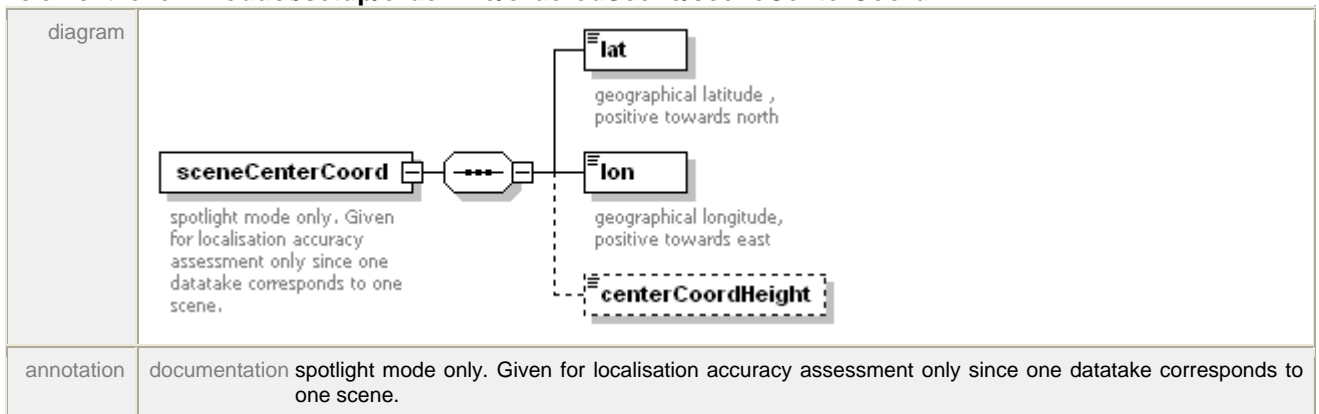 diagram
lat
geographical latitude ,
positive towards north
sceneCenterCoord
spotlight mode only. Given
for localisation accuracy
assessment only since one
datatake corresponds to one
scene.
lon
geographical longitude,
positive towards east
centerCoordHeight
annotation
documentation spotlight mode only. Given for localisation accuracy assessment only since one datatake corresponds to
one scene.